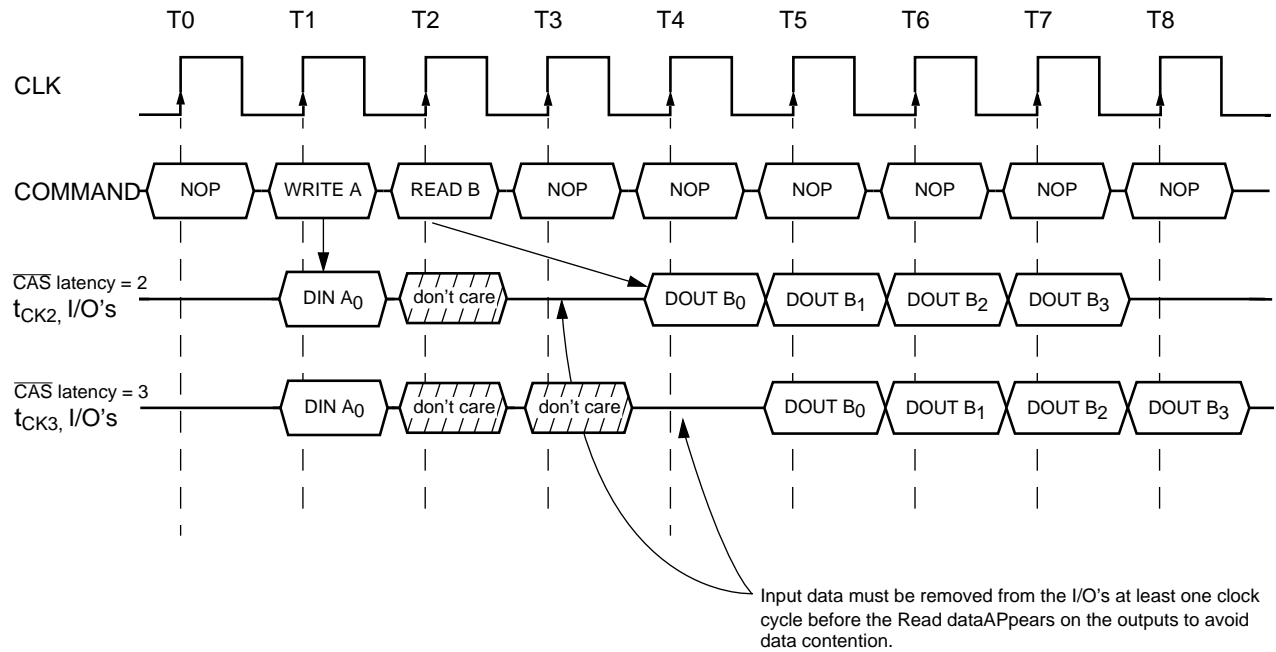 T0 T1 T2 T3 T4 T5 T6 T7 T8
CLK
COMMAND NOP WRITE A READ B NOP NOP NOP NOP NOP NOP
CAS latency = 2
tCK2, I/O's DIN A0 don't care DOUT B0 DOUT B1 DOUT B2 DOUT B3
CAS latency = 3
tCK3, I/O's DIN A0 don't care don't care DOUT B0 DOUT B1 DOUT B2 DOUT B3
Input data must be removed from the I/O's at least one clock
cycle before the Read dataAPpears on the outputs to avoid
data contention.